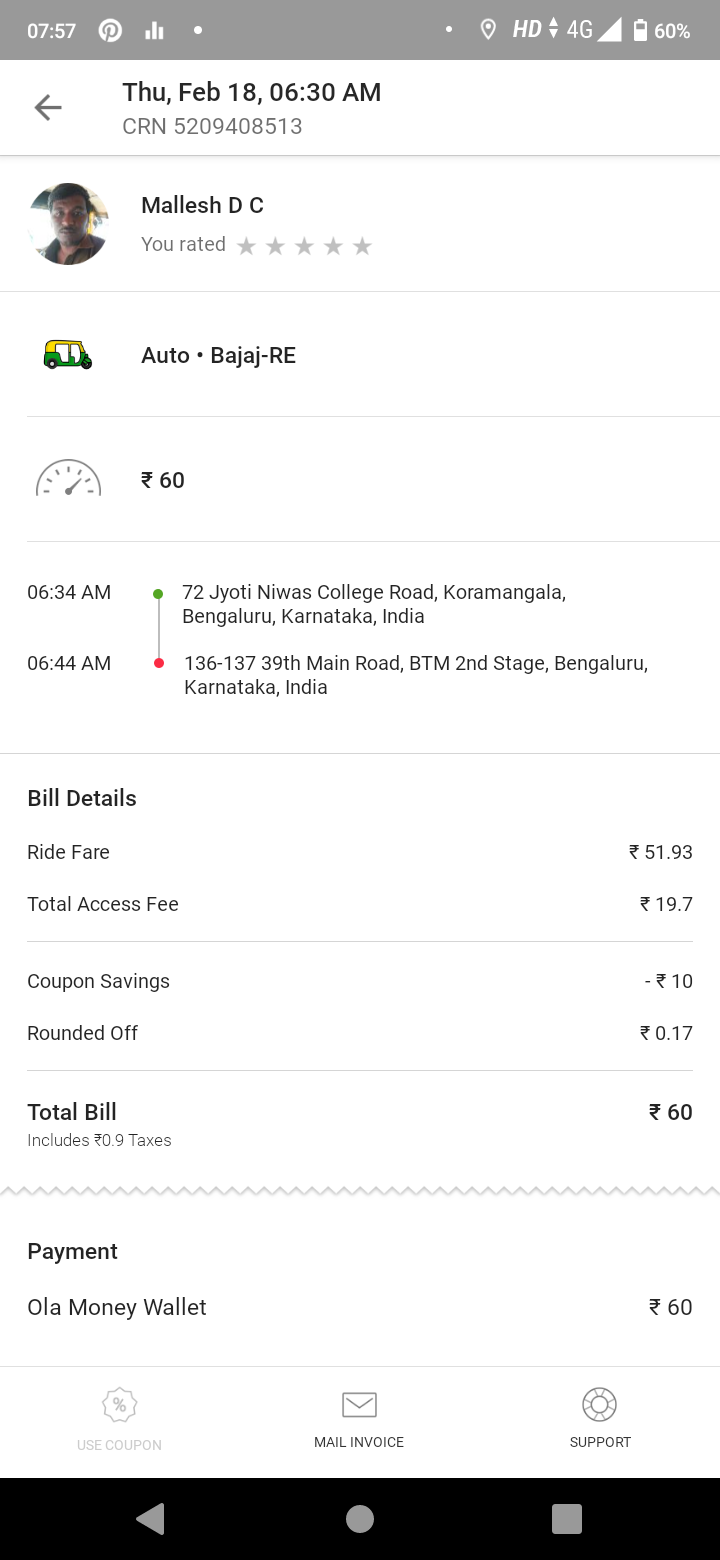 07:57
HD 4G 60%
Thu, Feb 18, 06:30 AM
CRN 5209408513
Mallesh D C
You rated
Auto • Bajaj-RE
₹ 60
06:34 AM 72 Jyoti Niwas College Road, Koramangala,
Bengaluru, Karnataka, India
06:44 AM 136-137 39th Main Road, BTM 2nd Stage, Bengaluru,
Karnataka, India
Bill Details
Ride Fare ₹ 51.93
Total Access Fee ₹ 19.7
Coupon Savings - ₹ 10
Rounded Off ₹ 0.17
Total Bill ₹ 60
Includes ₹0.9 Taxes
Payment
Ola Money Wallet ₹ 60
%
USE COUPON MAIL INVOICE SUPPORT